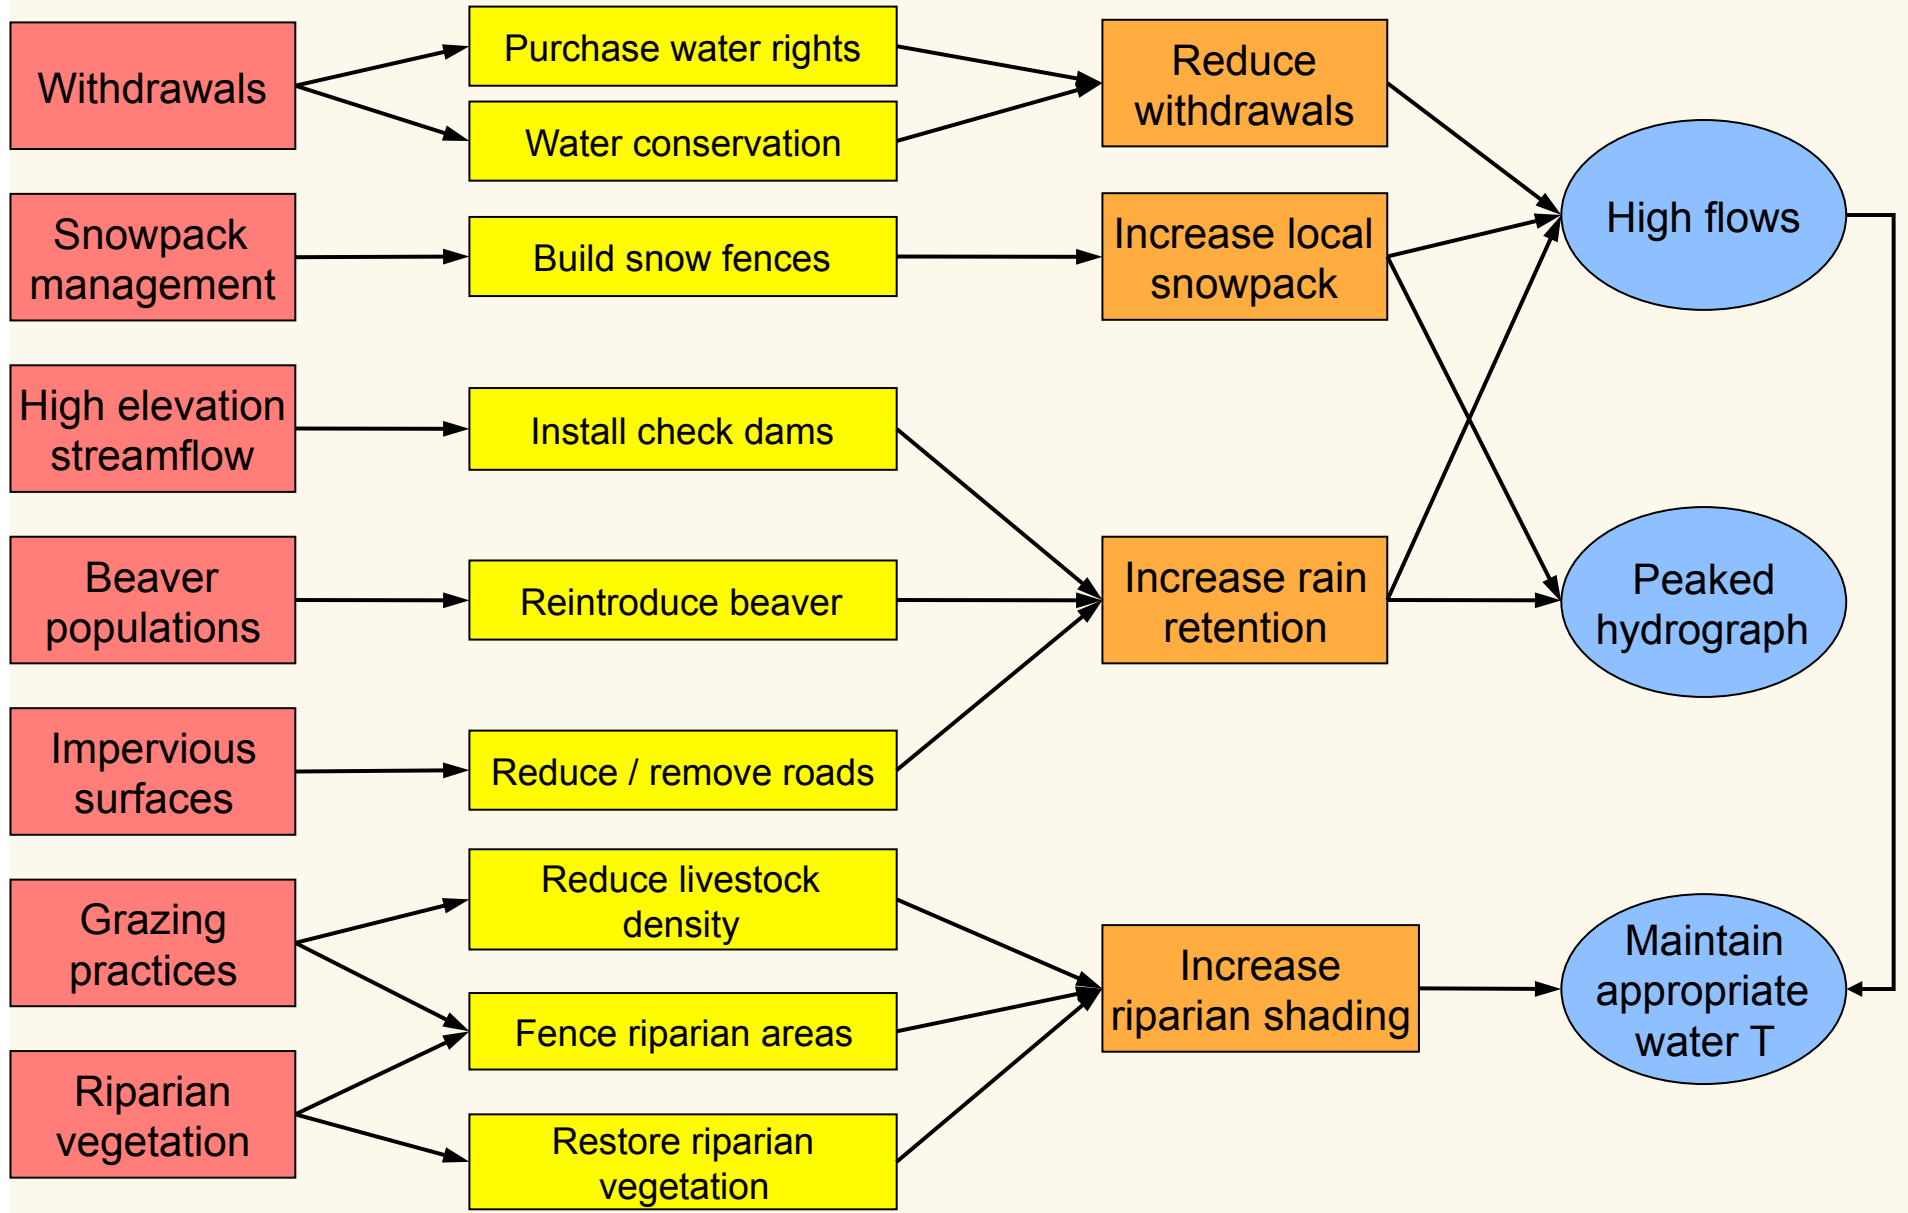 Withdrawals
Snowpack
management
High elevation
streamflow
Beaver
populations
Impervious
surfaces
Grazing
practices
Riparian
vegetation
Purchase water rights
Water conservation
Build snow fences
Install check dams
Reintroduce beaver
Reduce / remove roads
Reduce livestock
density
Fence riparian areas
Restore riparian
vegetation
Reduce
withdrawals
Increase local
snowpack
Increase rain
retention
Increase
riparian shading
High flows
Peaked
hydrograph
Maintain
appropriate
water T